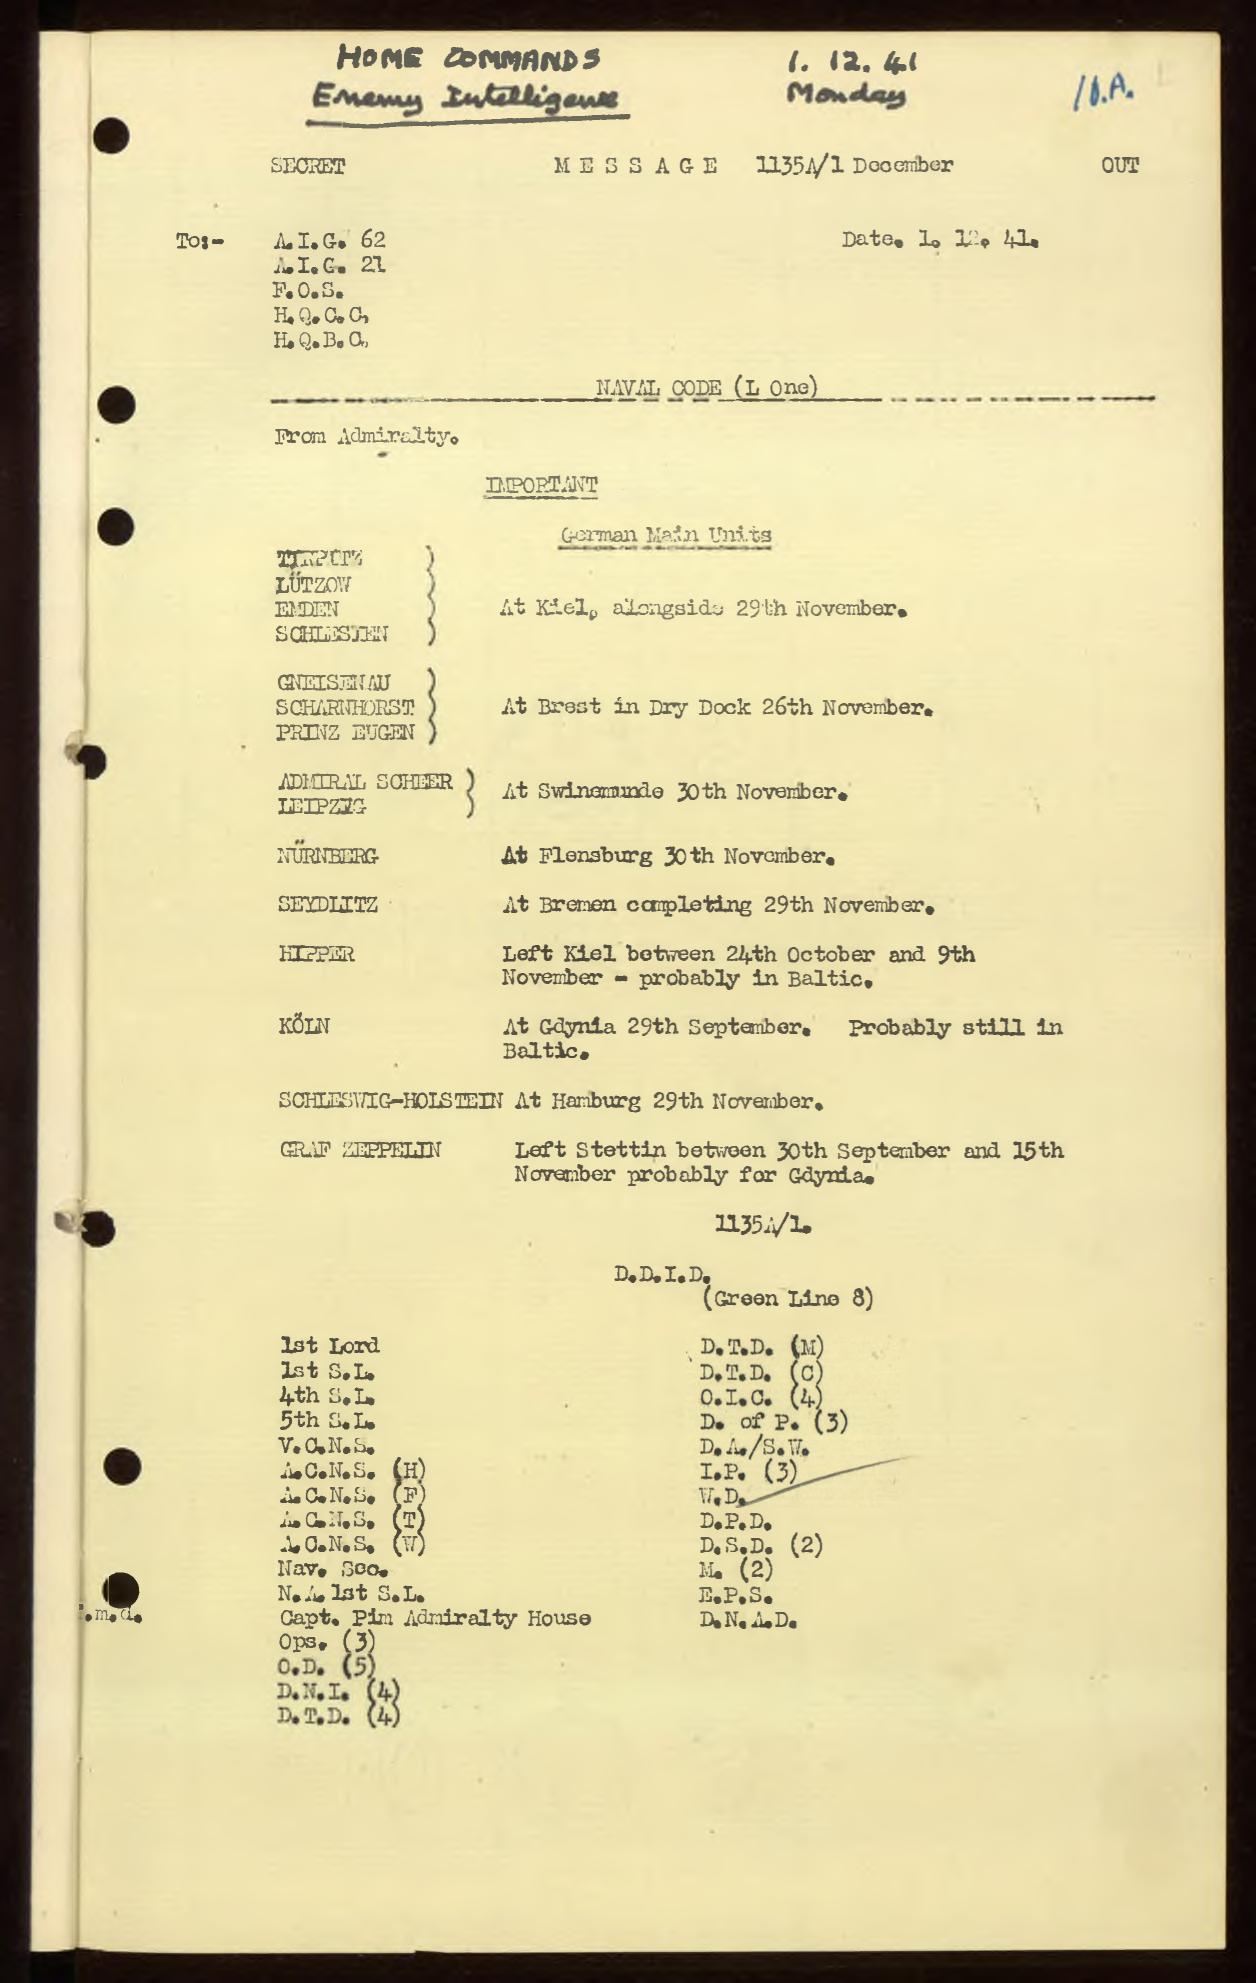 HOME COMMANDS 1. 12. 41
Enemy Intelligence Monday 10.A.
SECRET M E S S A G E 1135A/1 December OUT
To:- A.I.G. 62 Date. 1. 12. 41.
A.I.G. 21
F.O.S.
H.Q.C.C.
H.Q.B.C.
NAVAL CODE (L One)
From Admiralty.
IMPORTANT
German Main Units
TIRPITZ )
LÜTZOW )
EMDEN ) At Kiel, alongside 29th November.
SCHLESIEN )
GNEISENAU )
SCHARNHORST ) At Brest in Dry Dock 26th November.
PRINZ EUGEN )
ADMIRAL SCHEER ) At Swinemunde 30th November.
LEIPZIG )
NÜRNBERG At Flensburg 30th November.
SEYDLITZ At Bremen completing 29th November.
HIPPER Left Kiel between 24th October and 9th
November - probably in Baltic.
KÖLN At Gdynia 29th September. Probably still in
Baltic.
SCHLESWIG-HOLSTEIN At Hamburg 29th November.
GRAF ZEPPELIN Left Stettin between 30th September and 15th
November probably for Gdynia.
1135A/1.
D.D.I.D.
(Green Line 8)
1st Lord D.T.D. (M)
1st S.L. D.T.D. (C)
4th S.L. O.I.C. (4)
5th S.L. D. of P. (3)
V.C.N.S. D.A./S.W.
A.C.N.S. (H) I.P. (3)
A.C.N.S. (F) W.D.
A.C.N.S. (T) D.P.D.
A.C.N.S. (W) D.S.D. (2)
Nav. Sec. M. (2)
N.A. 1st S.L. E.P.S.
.m.d. Capt. Pim Admiralty House D.N.A.D.
Ops. (3)
O.D. (5)
D.N.I. (4)
D.T.D. (4)